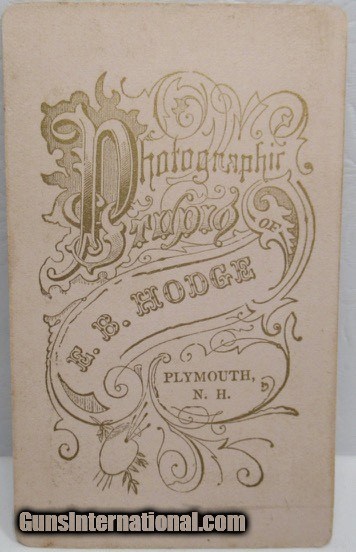 Photographic
Studio
OF
E. B. HODGE
PLYMOUTH,
N. H.
GunsInternational.com